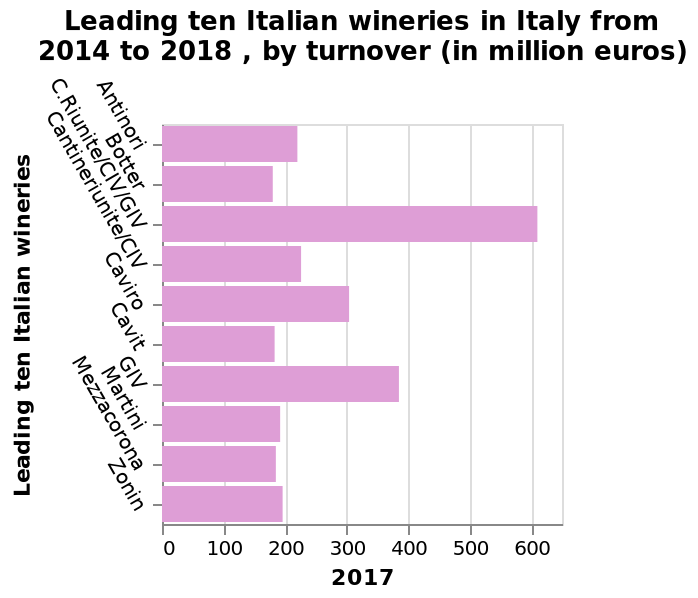 Leading ten Italian wineries in Italy from
2014 to 2018 , by turnover (in million euros)
Leading ten Italian wineries
Antinori
Botter
C.Riunite/CIV/GIV
Cantineriunite/CIV
Caviro
Cavit
GIV
Martini
Mezzacorona
Zonin
0 100 200 300 400 500 600
2017